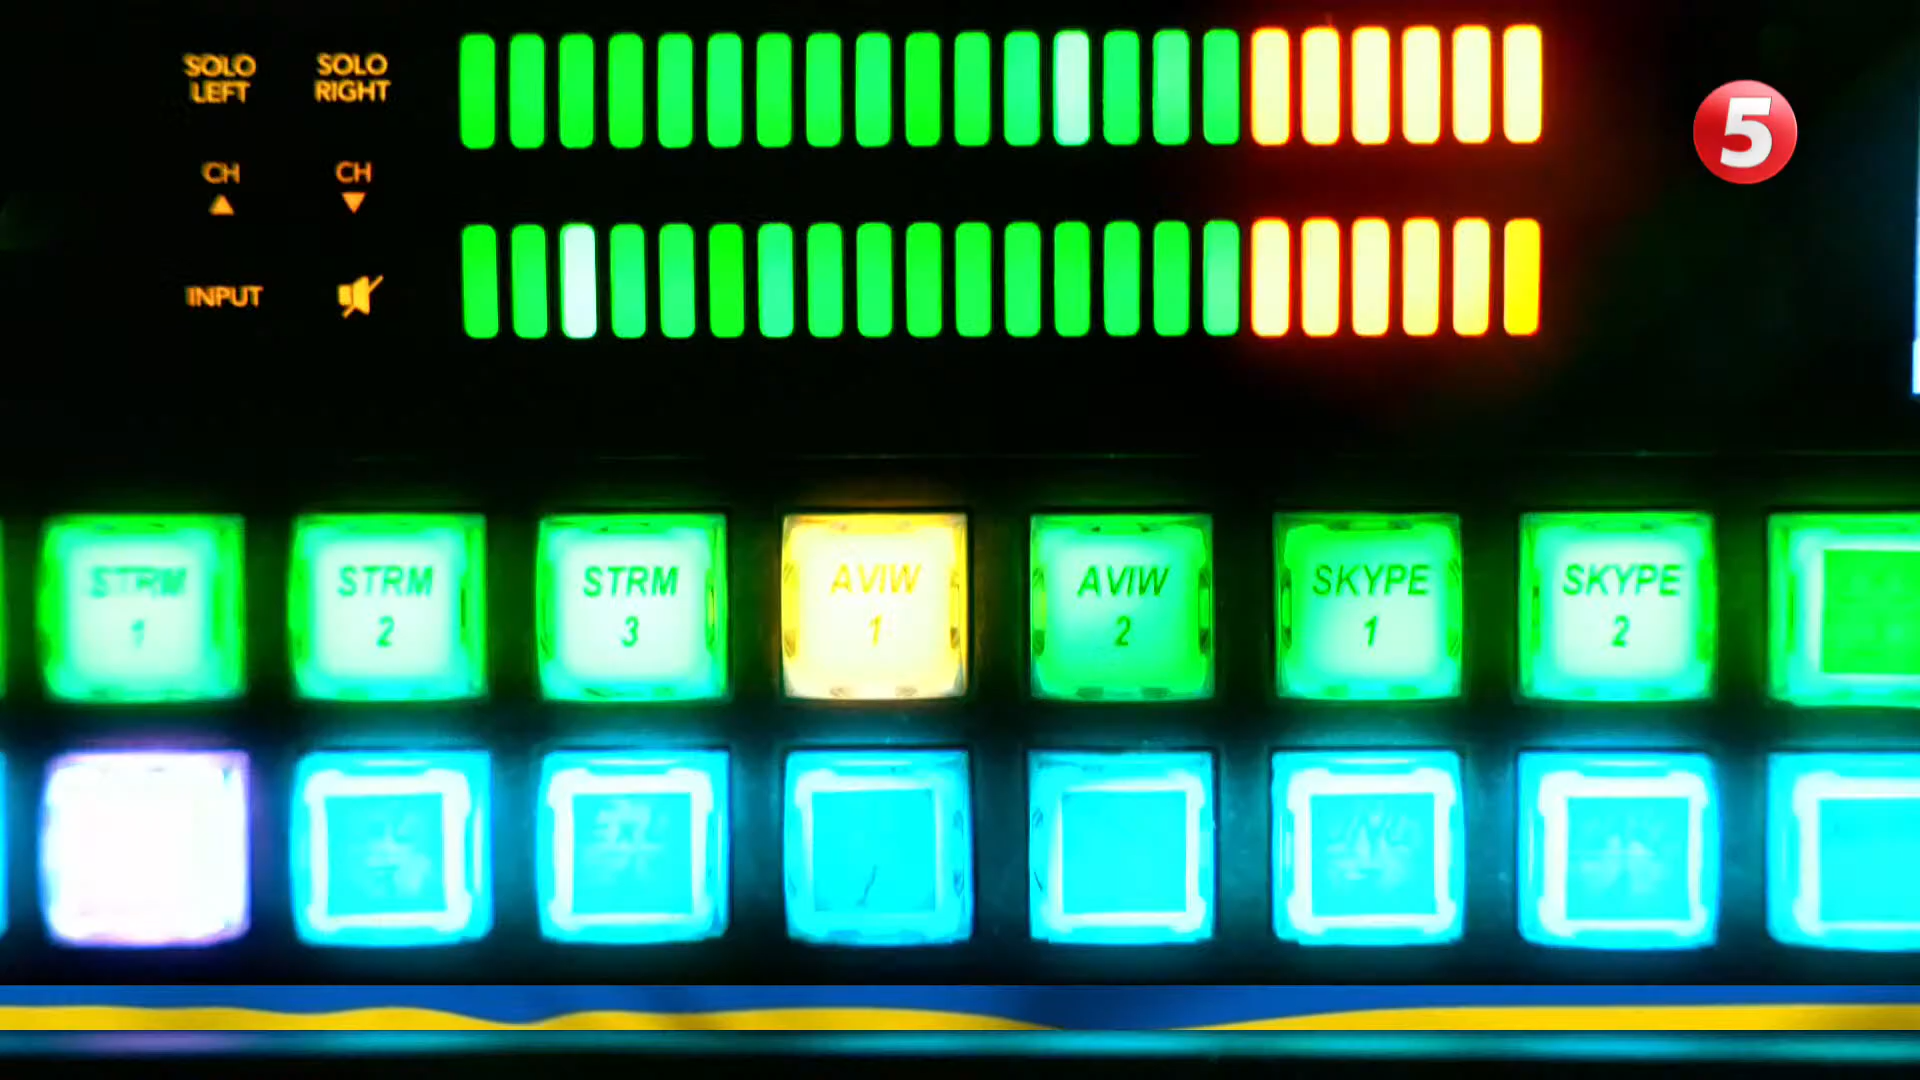 SOLO LEFT
SOLO RIGHT
5
CH
CH
INPUT
STRM 1
STRM 2
STRM 3
AVIW 1
AVIW 2
SKYPE 1
SKYPE 2